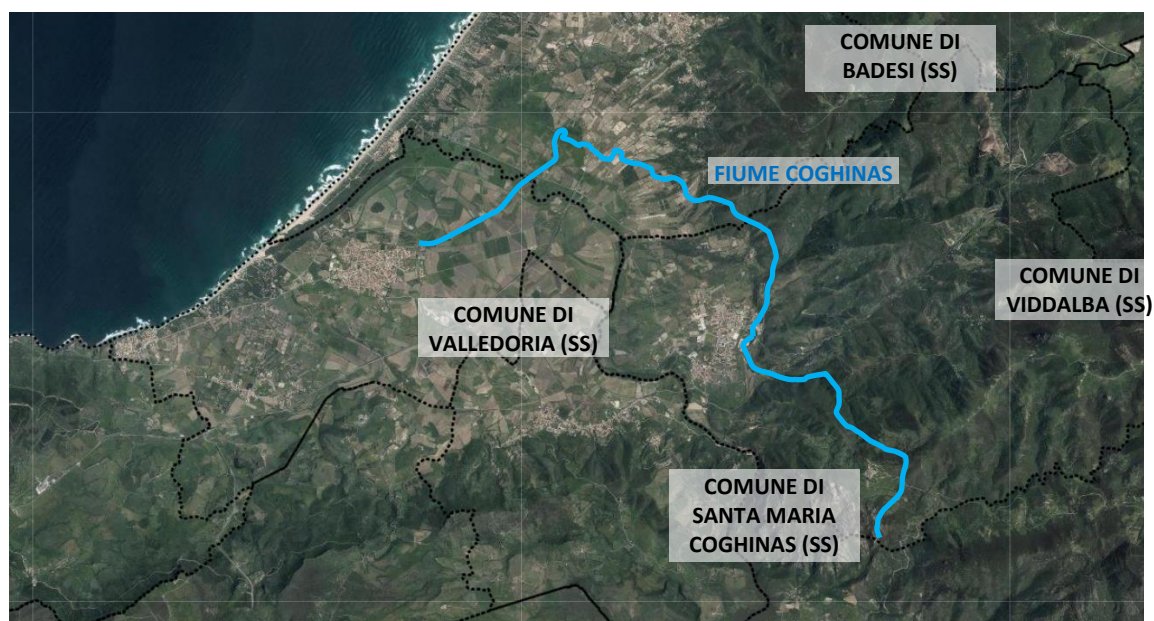 COMUNE DI
BADESI (SS)
FIUME COGHINAS
COMUNE DI
VIDDALBA (SS)
COMUNE DI
VALLEDORIA (SS)
COMUNE DI
SANTA MARIA
COGHINAS (SS)